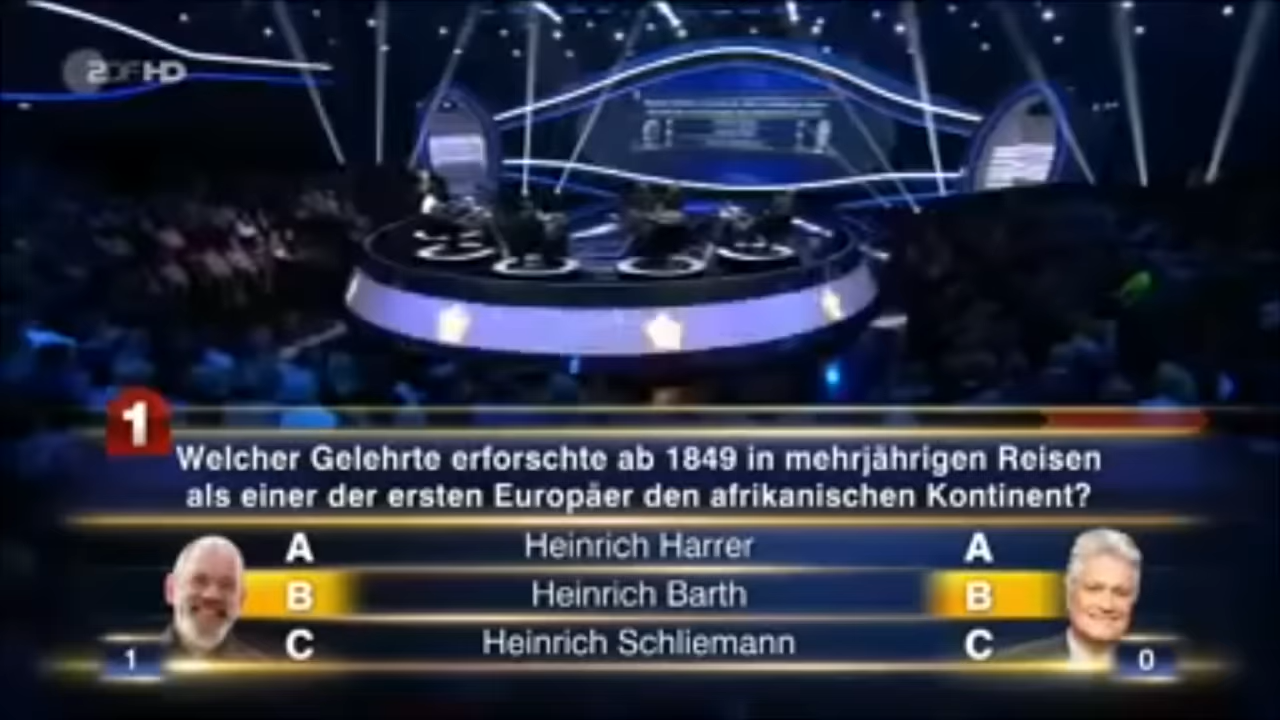 ZDFHD
1
Welcher Gelehrte erforschte ab 1849 in mehrjährigen Reisen
als einer der ersten Europäer den afrikanischen Kontinent?
A Heinrich Harrer A
B Heinrich Barth B
C Heinrich Schliemann C
1 0